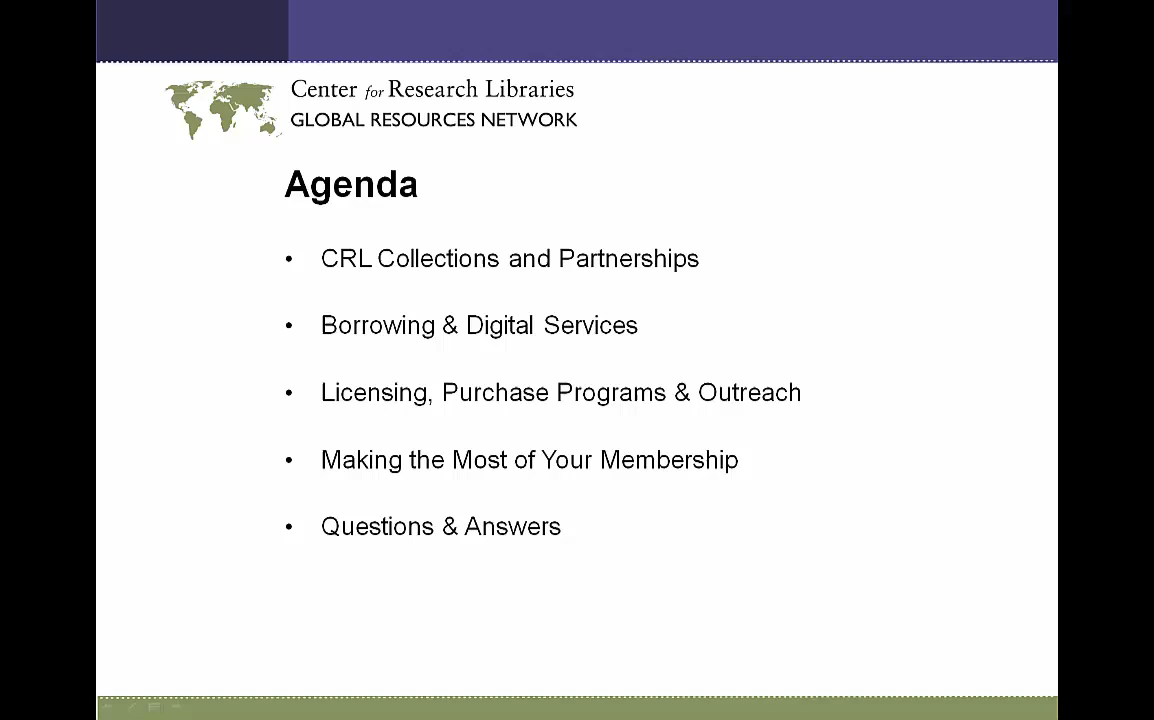 Center for Research Libraries
GLOBAL RESOURCES NETWORK
Agenda
• CRL Collections and Partnerships
• Borrowing & Digital Services
• Licensing, Purchase Programs & Outreach
• Making the Most of Your Membership
• Questions & Answers